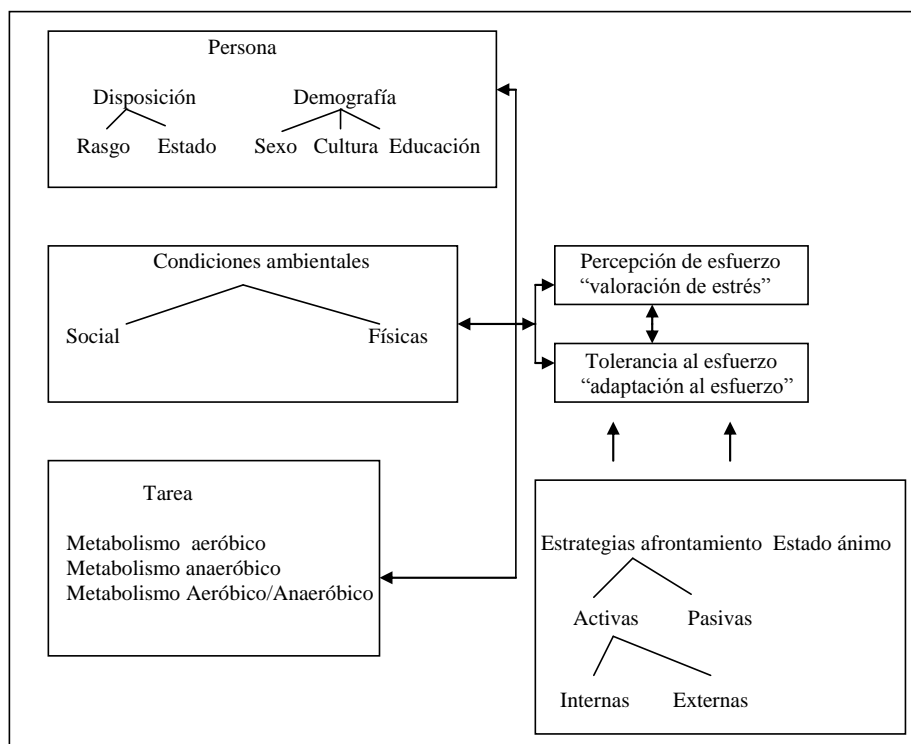 Persona
Disposición Demografía
Rasgo Estado Sexo Cultura Educación
Condiciones ambientales
Social Físicas
Percepción de esfuerzo
“valoración de estrés”
Tolerancia al esfuerzo
“adaptación al esfuerzo”
Tarea
Metabolismo aeróbico
Metabolismo anaeróbico
Metabolismo Aeróbico/Anaeróbico
Estrategias afrontamiento Estado ánimo
Activas Pasivas
Internas Externas